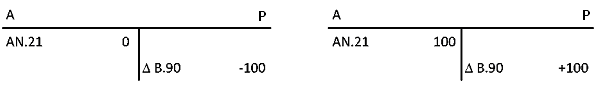 A P
AN.21 0
Δ B.90 -100
A P
AN.21 100
Δ B.90 +100